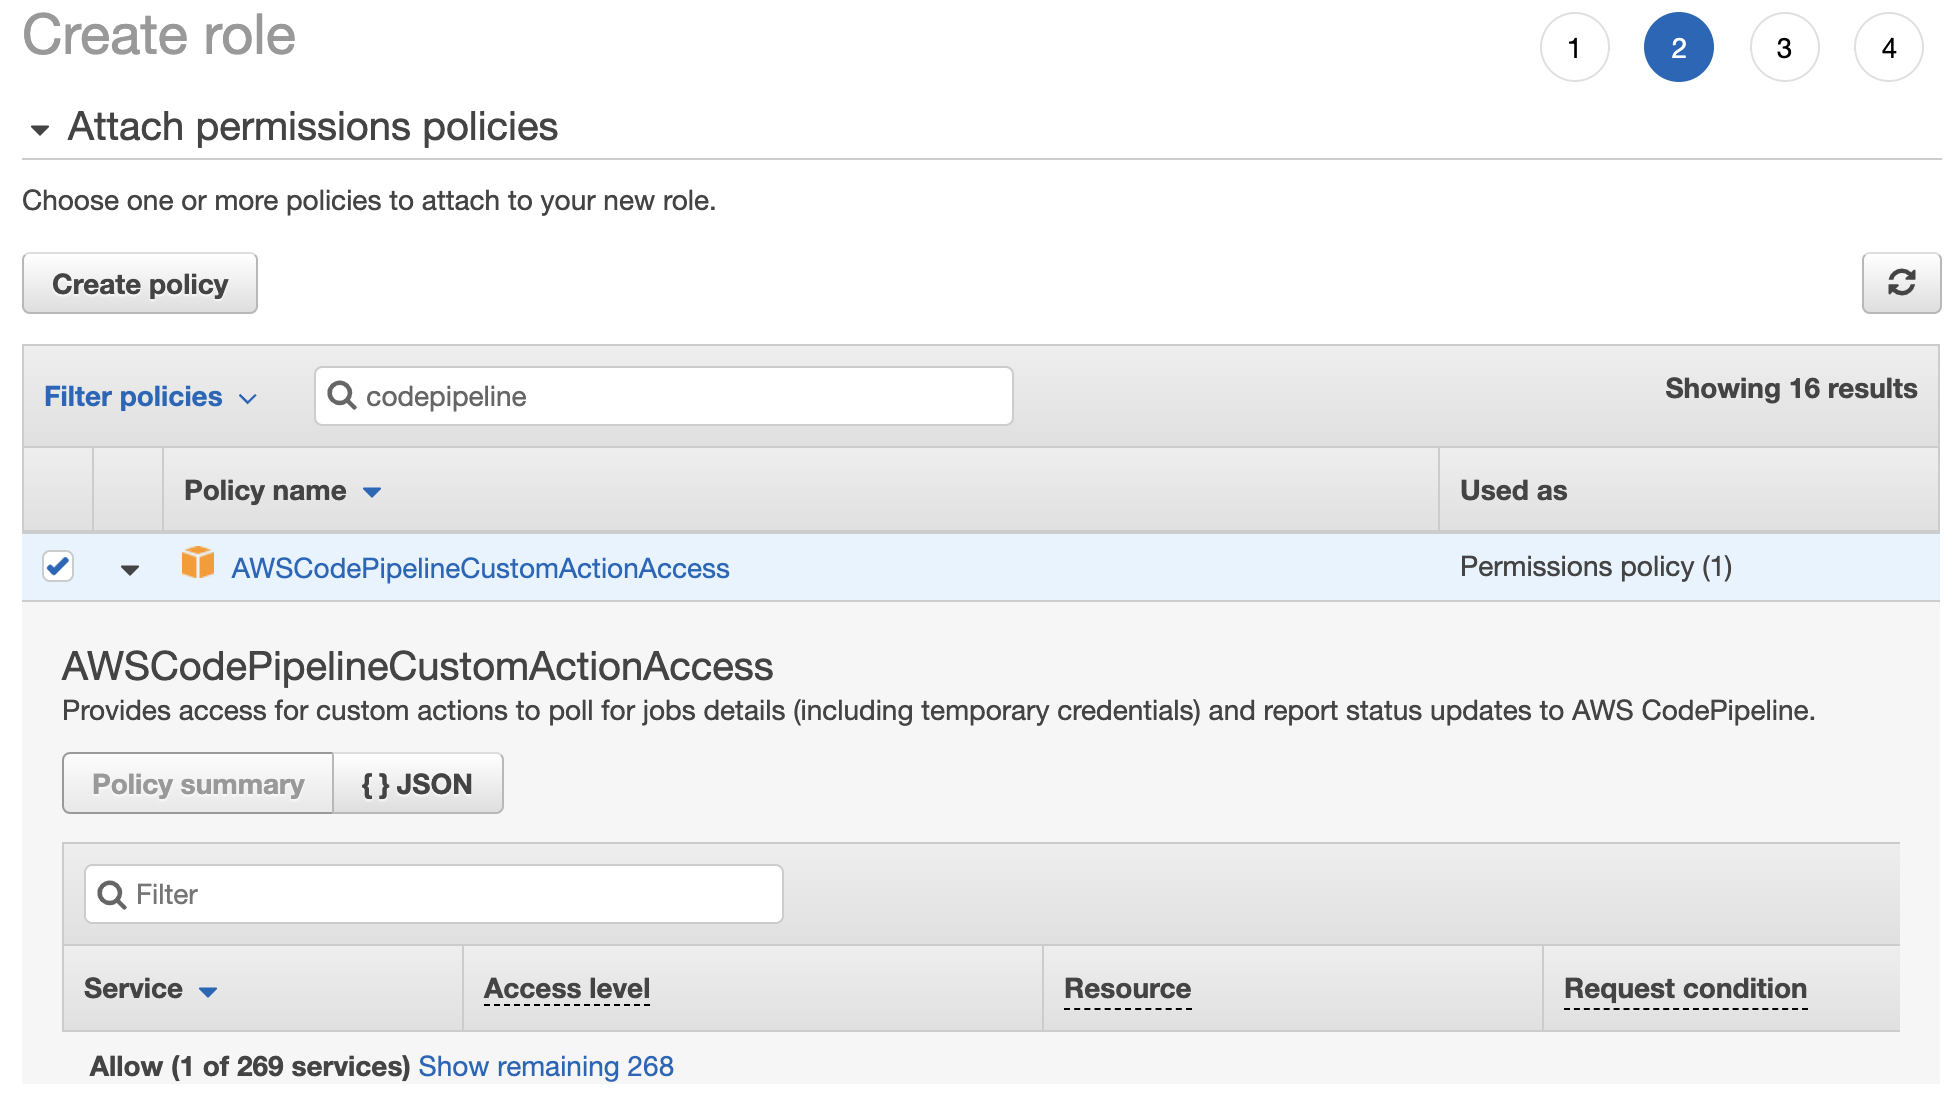 Create role
1 2 3 4
Attach permissions policies
Choose one or more policies to attach to your new role.
Create policy
Filter policies codepipeline Showing 16 results
Policy name Used as
AWSCodePipelineCustomActionAccess Permissions policy (1)
AWSCodePipelineCustomActionAccess
Provides access for custom actions to poll for jobs details (including temporary credentials) and report status updates to AWS CodePipeline.
Policy summary { } JSON
Filter
Service Access level Resource Request condition
Allow (1 of 269 services) Show remaining 268